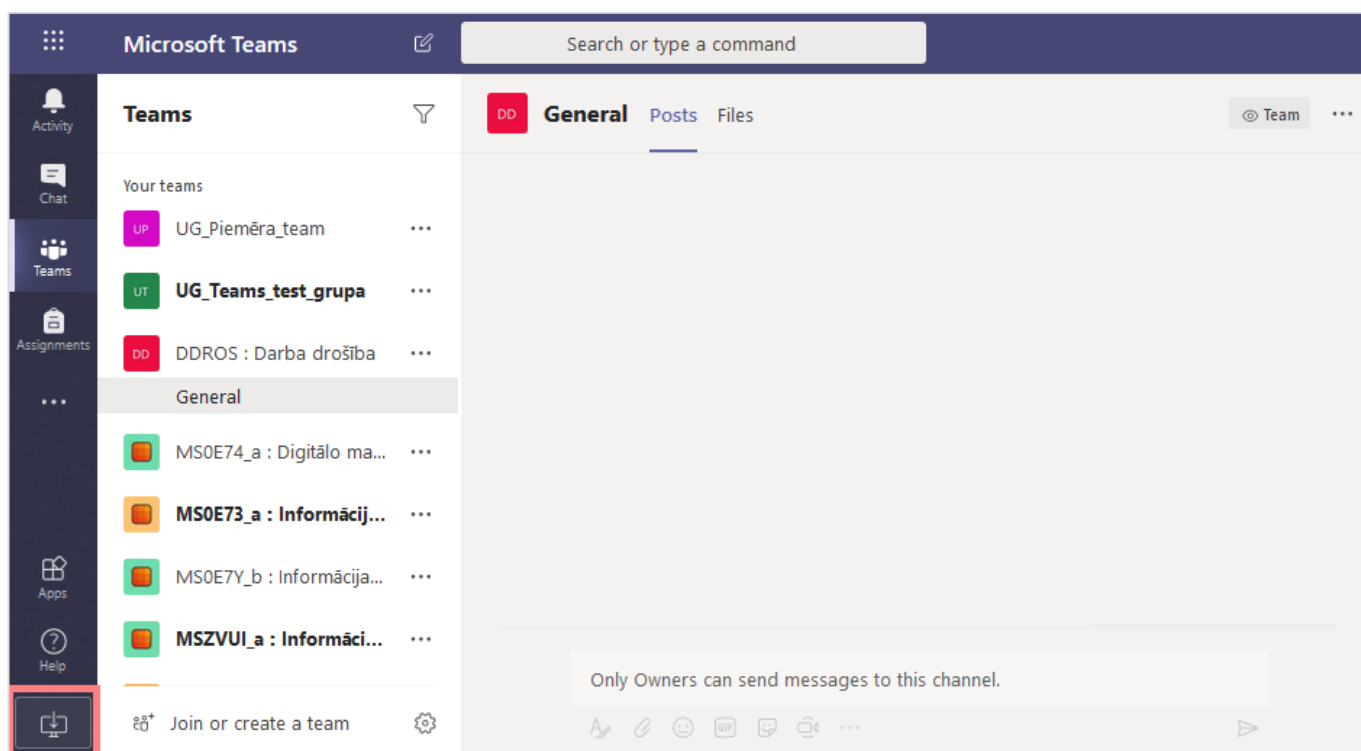 Microsoft Teams
Search or type a command
Activity
Chat
Teams
Assignments
Apps
Help
Teams
Your teams
UP UG_Piemēra_team
UT UG_Teams_test_grupa
DD DDROS : Darba drošība
General
MS0E74_a : Digitālo ma...
MS0E73_a : Informācij...
MS0E7Y_b : Informācija...
MSZVUI_a : Informāci...
Join or create a team
DD General Posts Files
Team
Only Owners can send messages to this channel.
GIF